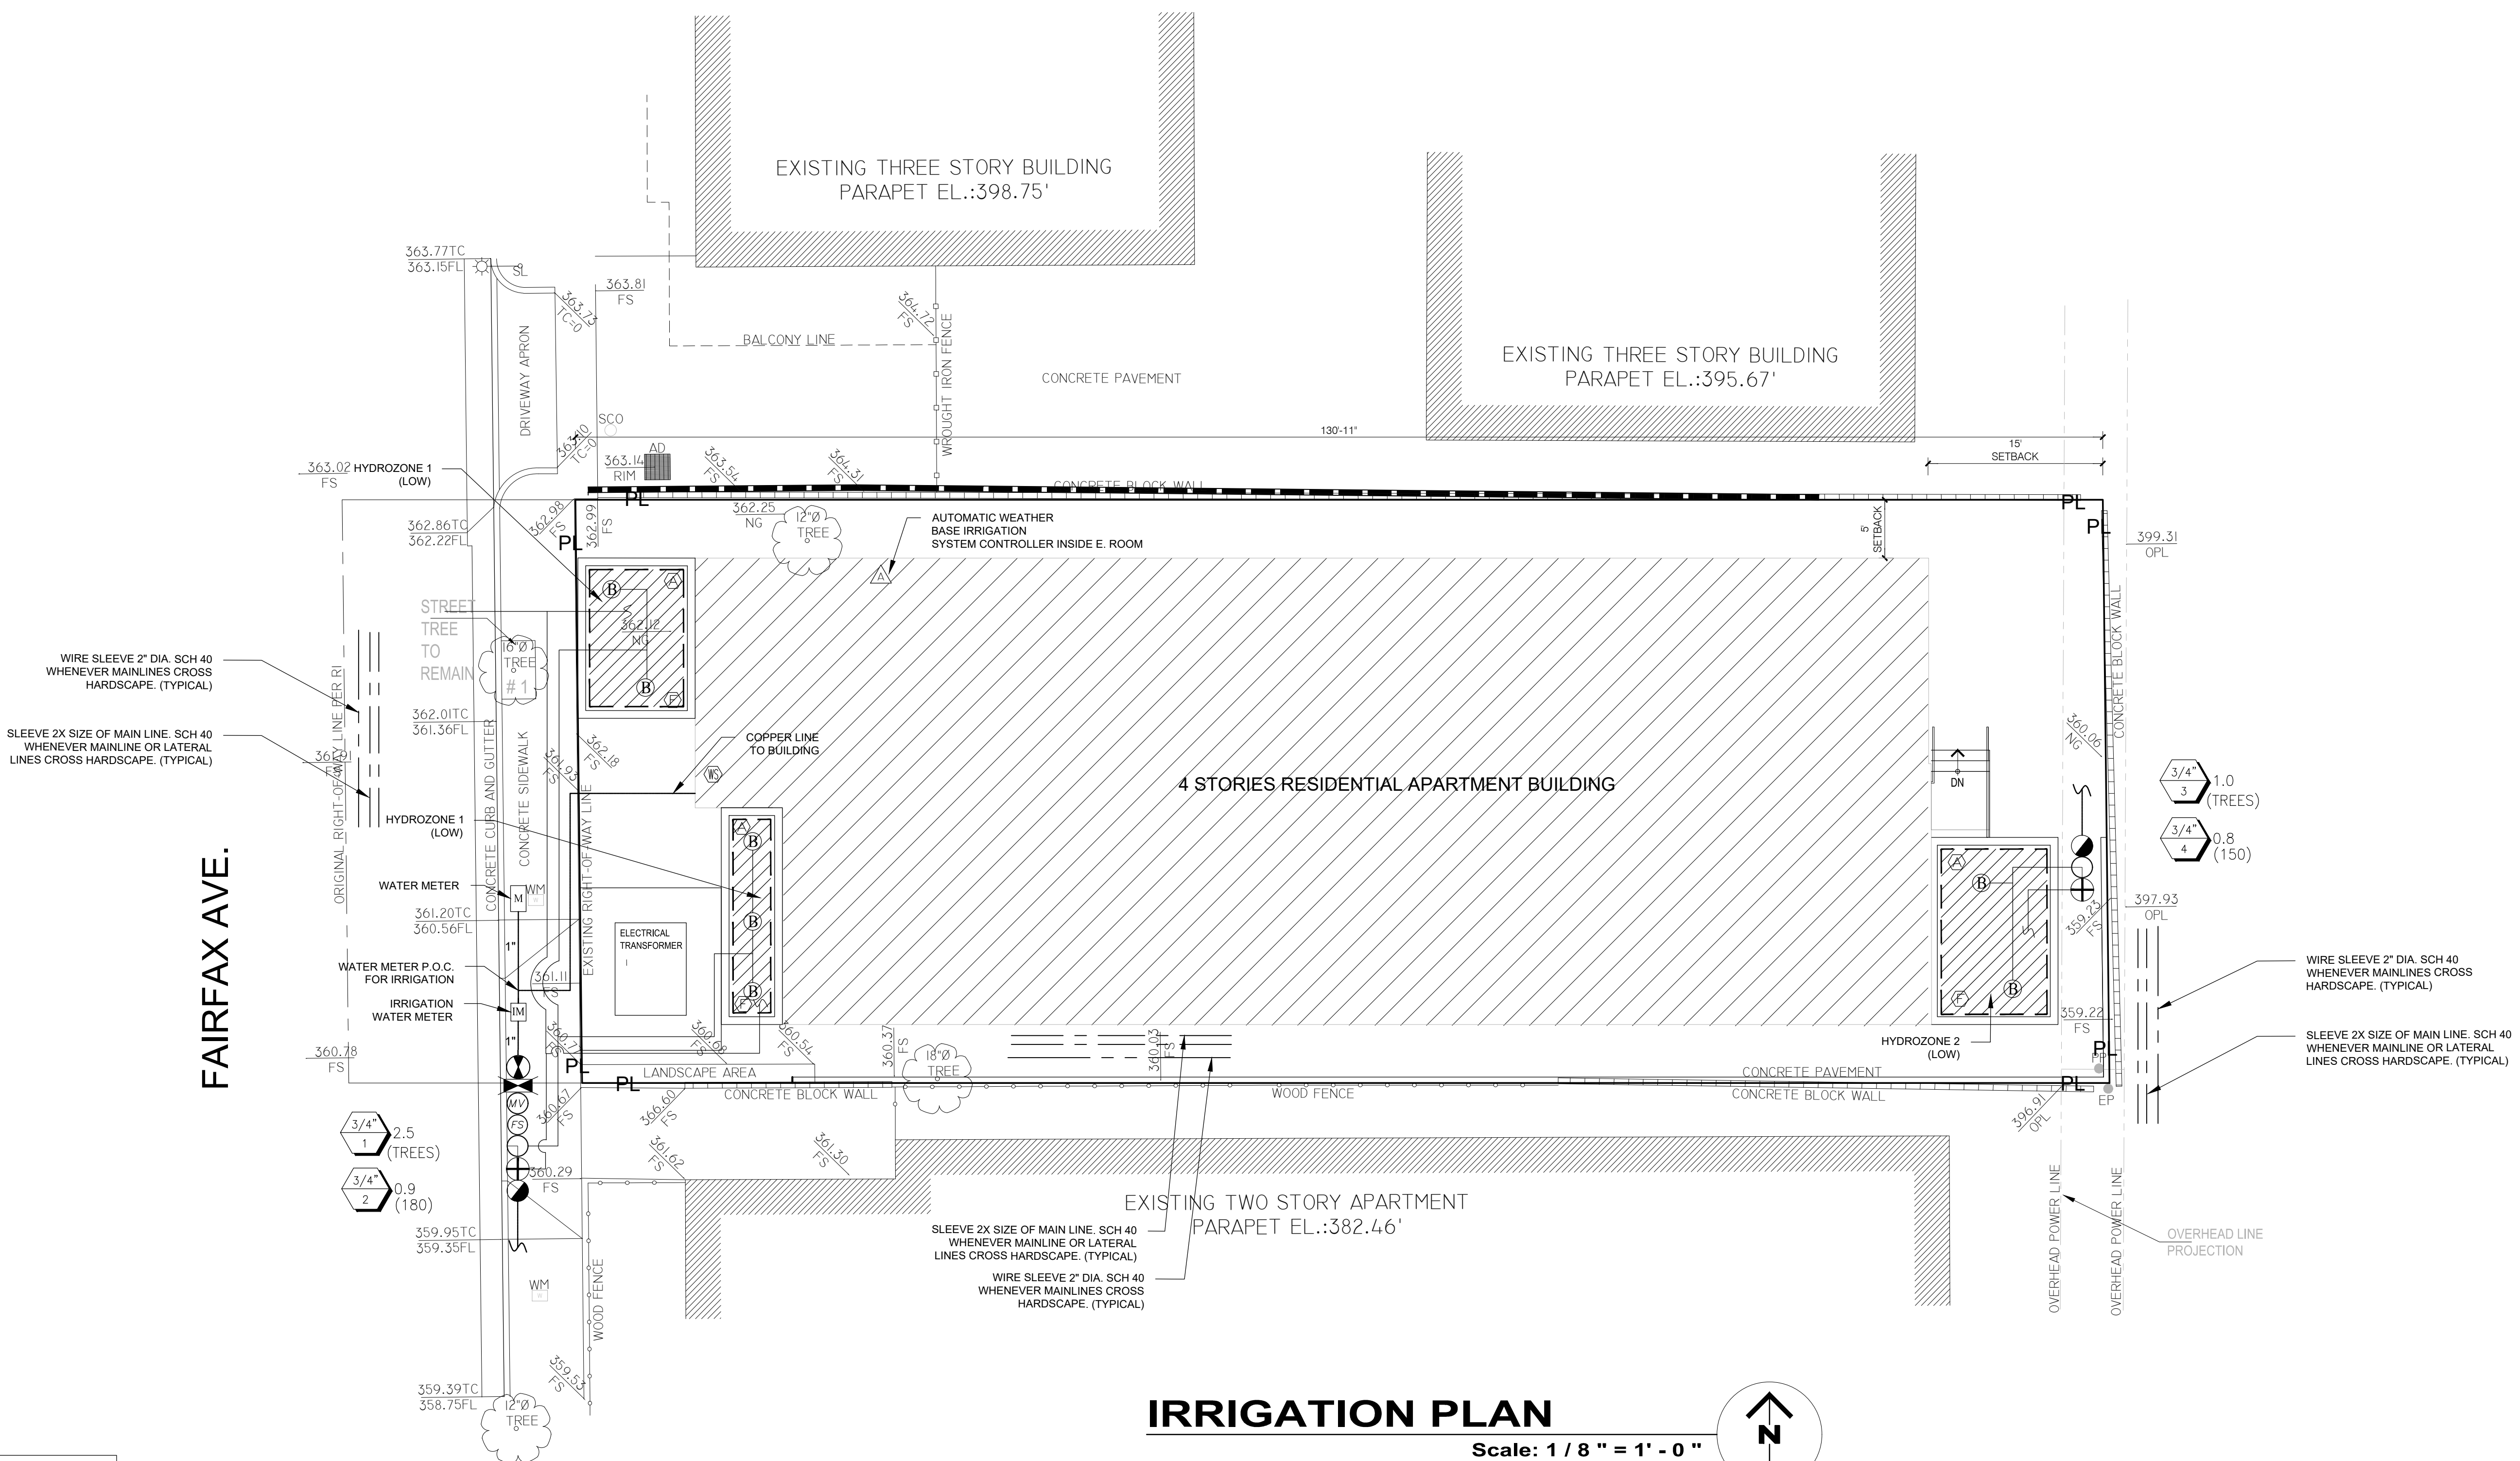 EXISTING THREE STORY BUILDING
PARAPET EL.:398.75'
363.77TC
363.15FL
SL
363.73
TC=0
363.81
FS
364.72
FS
DRIVEWAY APRON
BALCONY LINE
WROUGHT IRON FENCE
CONCRETE PAVEMENT
EXISTING THREE STORY BUILDING
PARAPET EL.:395.67'
SCO
363.10
TC=0
130'-11"
15'
SETBACK
AD
363.14
RIM
363.54
FS
364.31
FS
363.02
FS
HYDROZONE 1
(LOW)
CONCRETE BLOCK WALL
PL
PL
PL
362.98
FS
362.99
FS
362.25
NG
12"Ø
TREE
362.86TC
362.22FL
PL
AUTOMATIC WEATHER
BASE IRRIGATION
SYSTEM CONTROLLER INSIDE E. ROOM
A
5'
SETBACK
399.31
OPL
CONCRETE BLOCK WALL
B
A
362.12
NG
B
F
STREET
TREE
TO
REMAIN
16"Ø
TREE
#1
WIRE SLEEVE 2" DIA. SCH 40
WHENEVER MAINLINES CROSS
HARDSCAPE. (TYPICAL)
SLEEVE 2X SIZE OF MAIN LINE. SCH 40
WHENEVER MAINLINE OR LATERAL
LINES CROSS HARDSCAPE. (TYPICAL)
ORIGINAL RIGHT-OF-WAY LINE PER R1
361.91
FS
362.01TC
361.36FL
CONCRETE CURB AND GUTTER
CONCRETE SIDEWALK
361.93
FS
362.18
FS
EXISTING RIGHT-OF-WAY LINE
COPPER LINE
TO BUILDING
WS
4 STORIES RESIDENTIAL APARTMENT BUILDING
DN
360.06
NG
3/4"
3
1.0
(TREES)
3/4"
4
0.8
(150)
HYDROZONE 1
(LOW)
A
B
B
B
F
FAIRFAX AVE.
WATER METER
M
WM
361.20TC
360.56FL
1"
ELECTRICAL
TRANSFORMER
WATER METER P.O.C.
FOR IRRIGATION
361.11
FS
IRRIGATION
WATER METER
IM
1"
A
B
B
F
359.23
FS
397.93
OPL
WIRE SLEEVE 2" DIA. SCH 40
WHENEVER MAINLINES CROSS
HARDSCAPE. (TYPICAL)
SLEEVE 2X SIZE OF MAIN LINE. SCH 40
WHENEVER MAINLINE OR LATERAL
LINES CROSS HARDSCAPE. (TYPICAL)
359.22
FS
HYDROZONE 2
(LOW)
360.78
FS
FS
360.68
FS
360.54
FS
360.37
FS
18"Ø
TREE
360.03
FS
PL
PL
LANDSCAPE AREA
CONCRETE BLOCK WALL
WOOD FENCE
CONCRETE PAVEMENT
CONCRETE BLOCK WALL
PL
PL
PP
EP
396.91
OPL
MV
FS
360.67
FS
366.60
FS
3/4"
1
2.5
(TREES)
3/4"
2
0.9
(180)
361.62
FS
361.30
FS
360.29
FS
EXISTING TWO STORY APARTMENT
PARAPET EL.:382.46'
SLEEVE 2X SIZE OF MAIN LINE. SCH 40
WHENEVER MAINLINE OR LATERAL
LINES CROSS HARDSCAPE. (TYPICAL)
WIRE SLEEVE 2" DIA. SCH 40
WHENEVER MAINLINES CROSS
HARDSCAPE. (TYPICAL)
359.95TC
359.35FL
WM
WOOD FENCE
OVERHEAD POWER LINE
OVERHEAD POWER LINE
OVERHEAD LINE
PROJECTION
359.53
FS
359.39TC
358.75FL
12"Ø
TREE
IRRIGATION PLAN
Scale: 1 / 8 " = 1' - 0 "
N